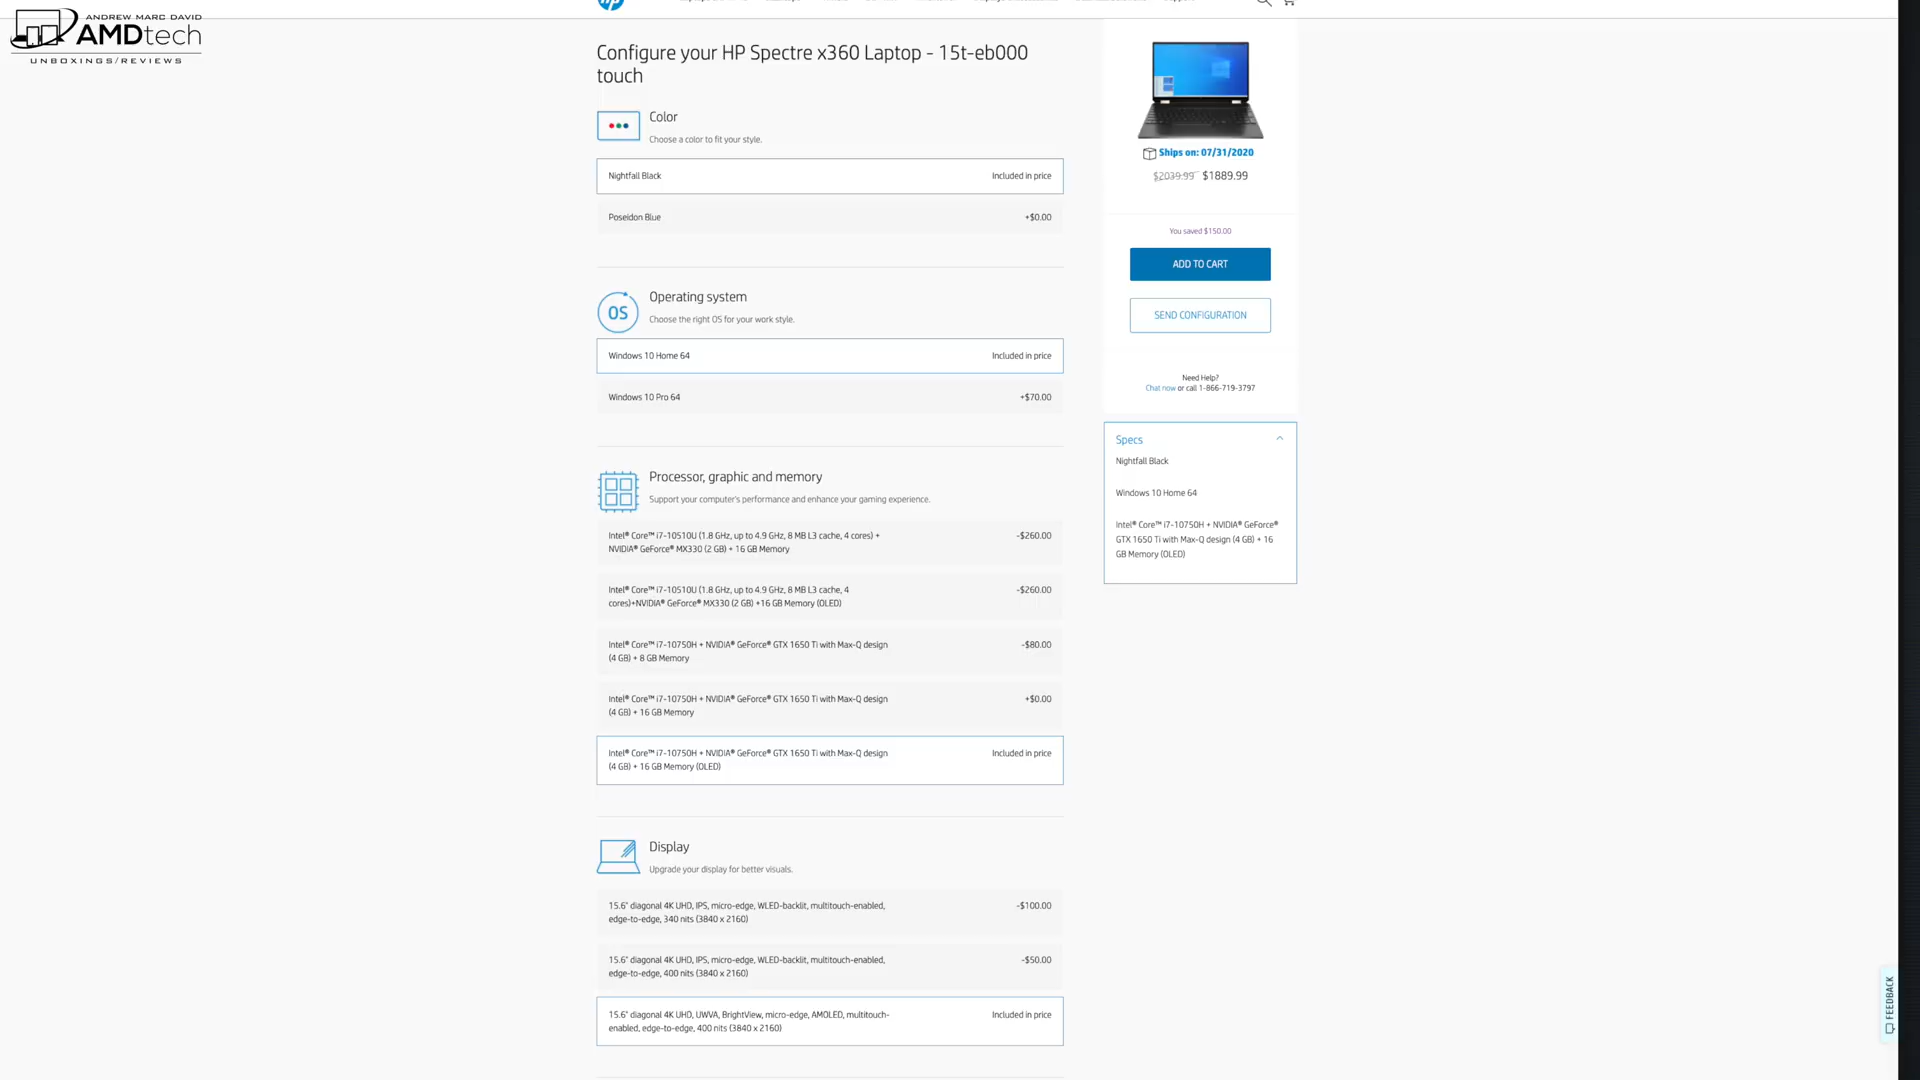 ANDREW MARC DAVID
AMDtech
UNBOXINGS/REVIEWS
hp
Configure your HP Spectre x360 Laptop - 15t-eb000
touch
Color
Choose a color to fit your style.
Nightfall Black Included in price
Poseidon Blue +$0.00
OS
Operating system
Choose the right OS for your work style.
Windows 10 Home 64 Included in price
Windows 10 Pro 64 +$70.00
Processor, graphic and memory
Support your computer's performance and enhance your gaming experience.
Intel® Core™ i7-10510U (1.8 GHz, up to 4.9 GHz, 8 MB L3 cache, 4 cores) + -$260.00
NVIDIA® GeForce® MX330 (2 GB) + 16 GB Memory
Intel® Core™ i7-10510U (1.8 GHz, up to 4.9 GHz, 8 MB L3 cache, 4 -$260.00
cores)+NVIDIA® GeForce® MX330 (2 GB) +16 GB Memory (OLED)
Intel® Core™ i7-10750H + NVIDIA® GeForce® GTX 1650 Ti with Max-Q design -$80.00
(4 GB) + 8 GB Memory
Intel® Core™ i7-10750H + NVIDIA® GeForce® GTX 1650 Ti with Max-Q design +$0.00
(4 GB) + 16 GB Memory
Intel® Core™ i7-10750H + NVIDIA® GeForce® GTX 1650 Ti with Max-Q design Included in price
(4 GB) + 16 GB Memory (OLED)
Display
Upgrade your display for better visuals.
15.6" diagonal 4K UHD, IPS, micro-edge, WLED-backlit, multitouch-enabled, -$100.00
edge-to-edge, 340 nits (3840 x 2160)
15.6" diagonal 4K UHD, IPS, micro-edge, WLED-backlit, multitouch-enabled, -$50.00
edge-to-edge, 400 nits (3840 x 2160)
15.6" diagonal 4K UHD, UWVA, BrightView, micro-edge, AMOLED, multitouch- Included in price
enabled, edge-to-edge, 400 nits (3840 x 2160)
Ships on: 07/31/2020
$2039.99 $1889.99
You saved $150.00
ADD TO CART
SEND CONFIGURATION
Need Help?
Chat now or call 1-866-719-3797
Specs
Nightfall Black
Windows 10 Home 64
Intel® Core™ i7-10750H + NVIDIA® GeForce®
GTX 1650 Ti with Max-Q design (4 GB) + 16
GB Memory (OLED)
FEEDBACK